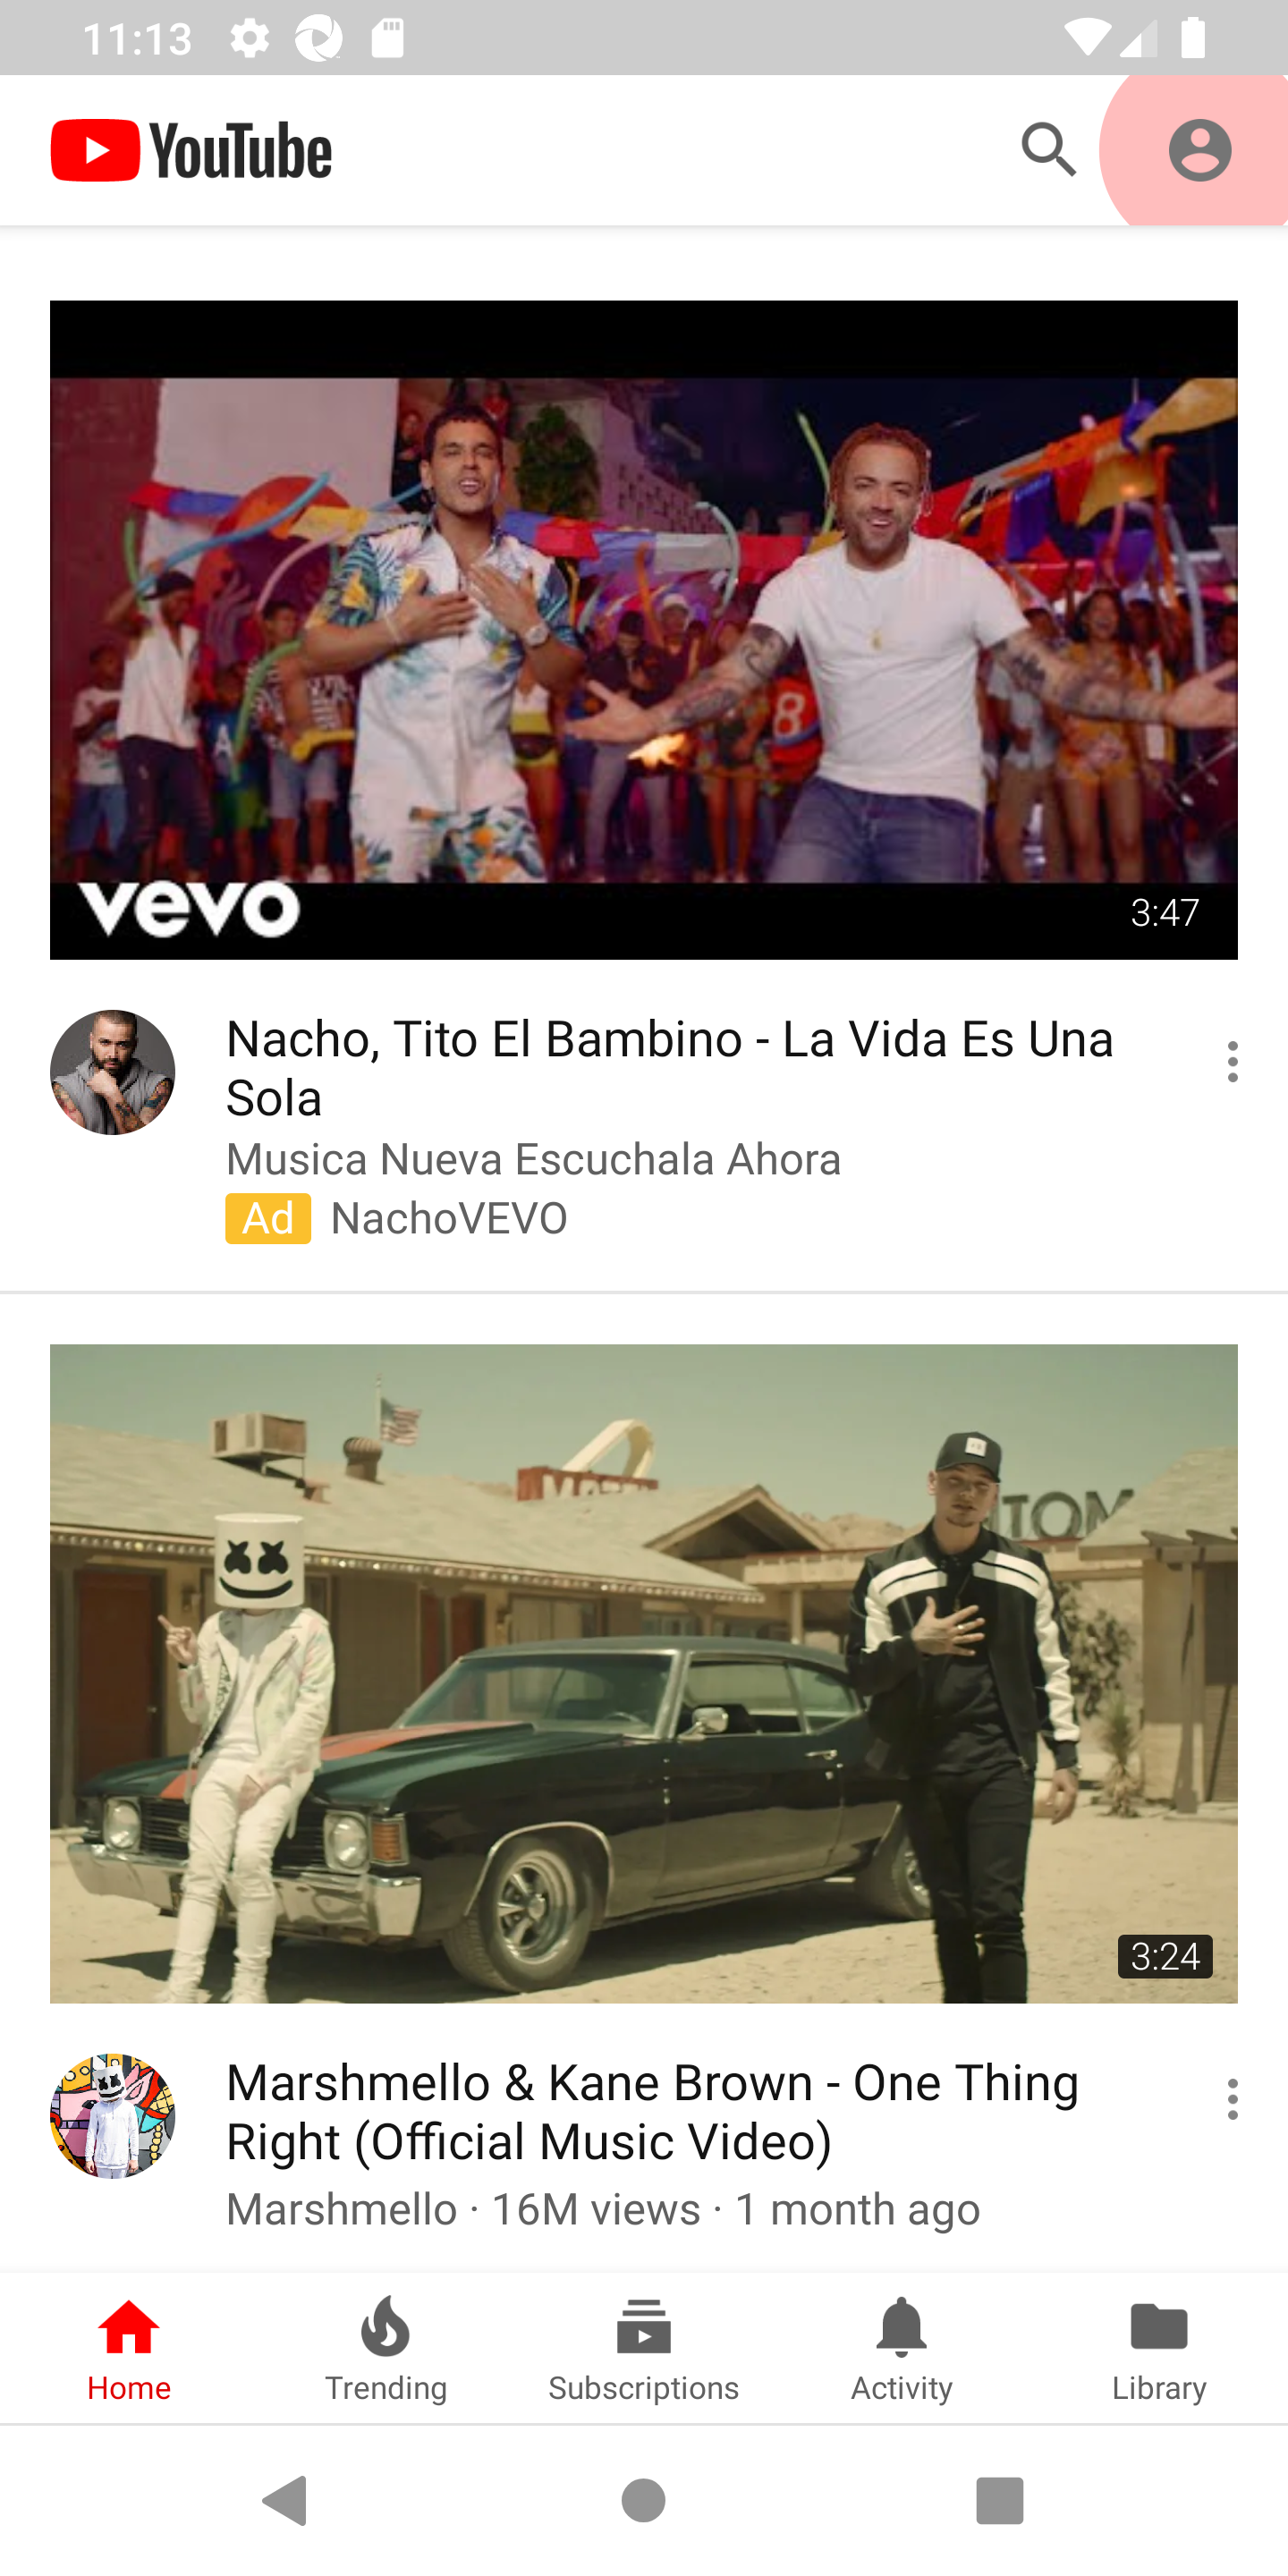 11:13
YouTube
8
A
vevo
3:47
Nacho, Tito El Bambino - La Vida Es Una
Sola
Musica Nueva Escuchala Ahora
Ad NachoVEVO
TOM
3:24
Marshmello & Kane Brown - One Thing
Right (Official Music Video)
Marshmello · 16M views · 1 month ago
Home
Trending
Subscriptions
Activity
Library